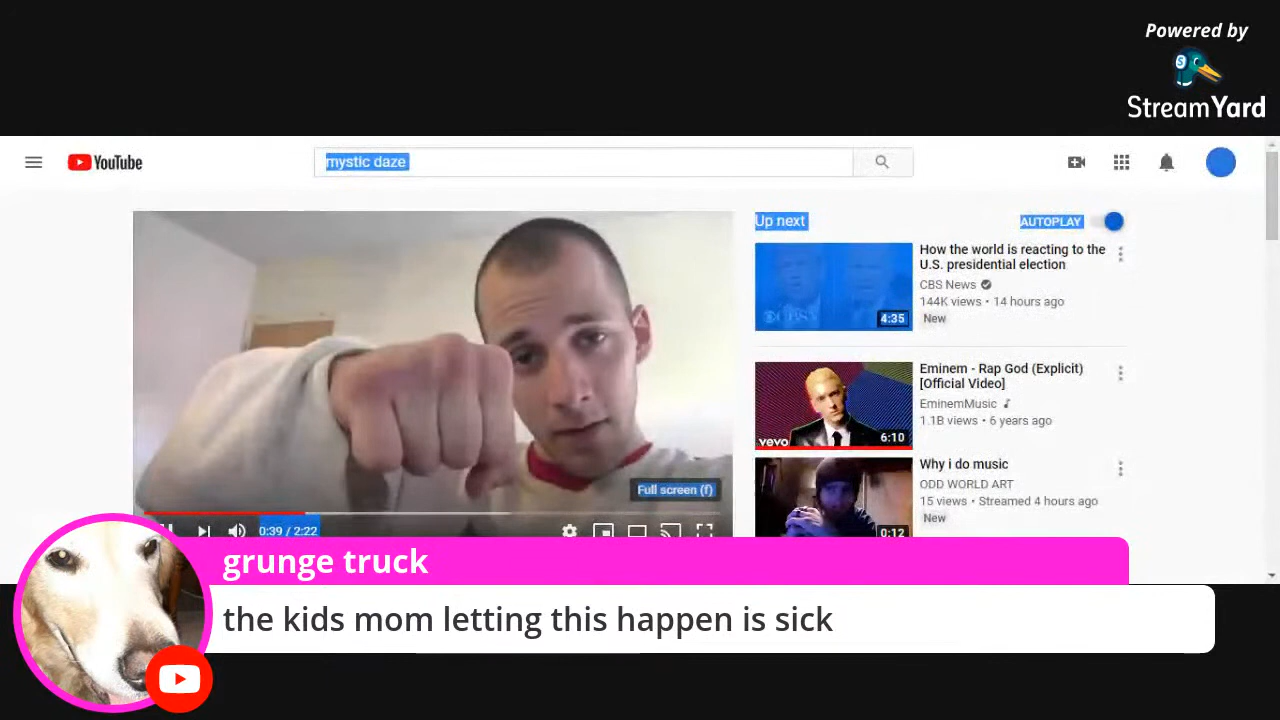 Powered by
StreamYard
YouTube
mystic daze
Up next
AUTOPLAY
How the world is reacting to the
U.S. presidential election
CBS News
144K views • 14 hours ago
New
4:35
Eminem - Rap God (Explicit)
[Official Video]
EminemMusic
1.1B views • 6 years ago
vevo
6:10
Why i do music
ODD WORLD ART
15 views • Streamed 4 hours ago
New
0:12
Full screen (f)
0:39 / 2:22
grunge truck
the kids mom letting this happen is sick